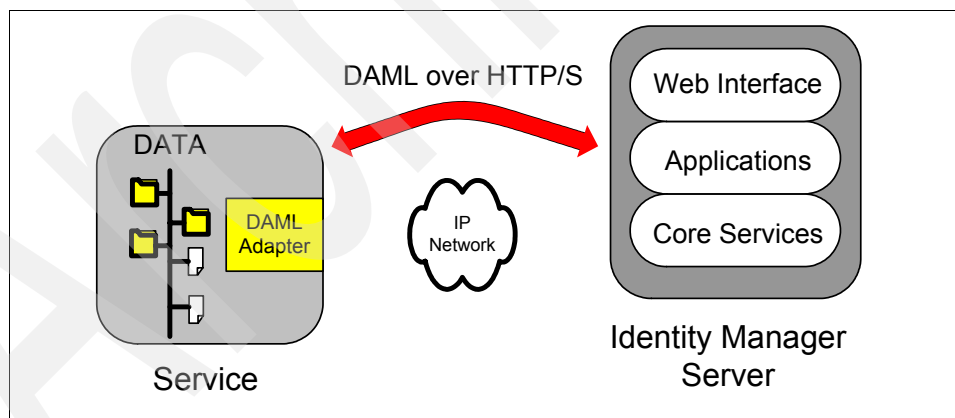 DAML over HTTP/S
DATA
DAML
Adapter
Service
IP
Network
Web Interface
Applications
Core Services
Identity Manager
Server